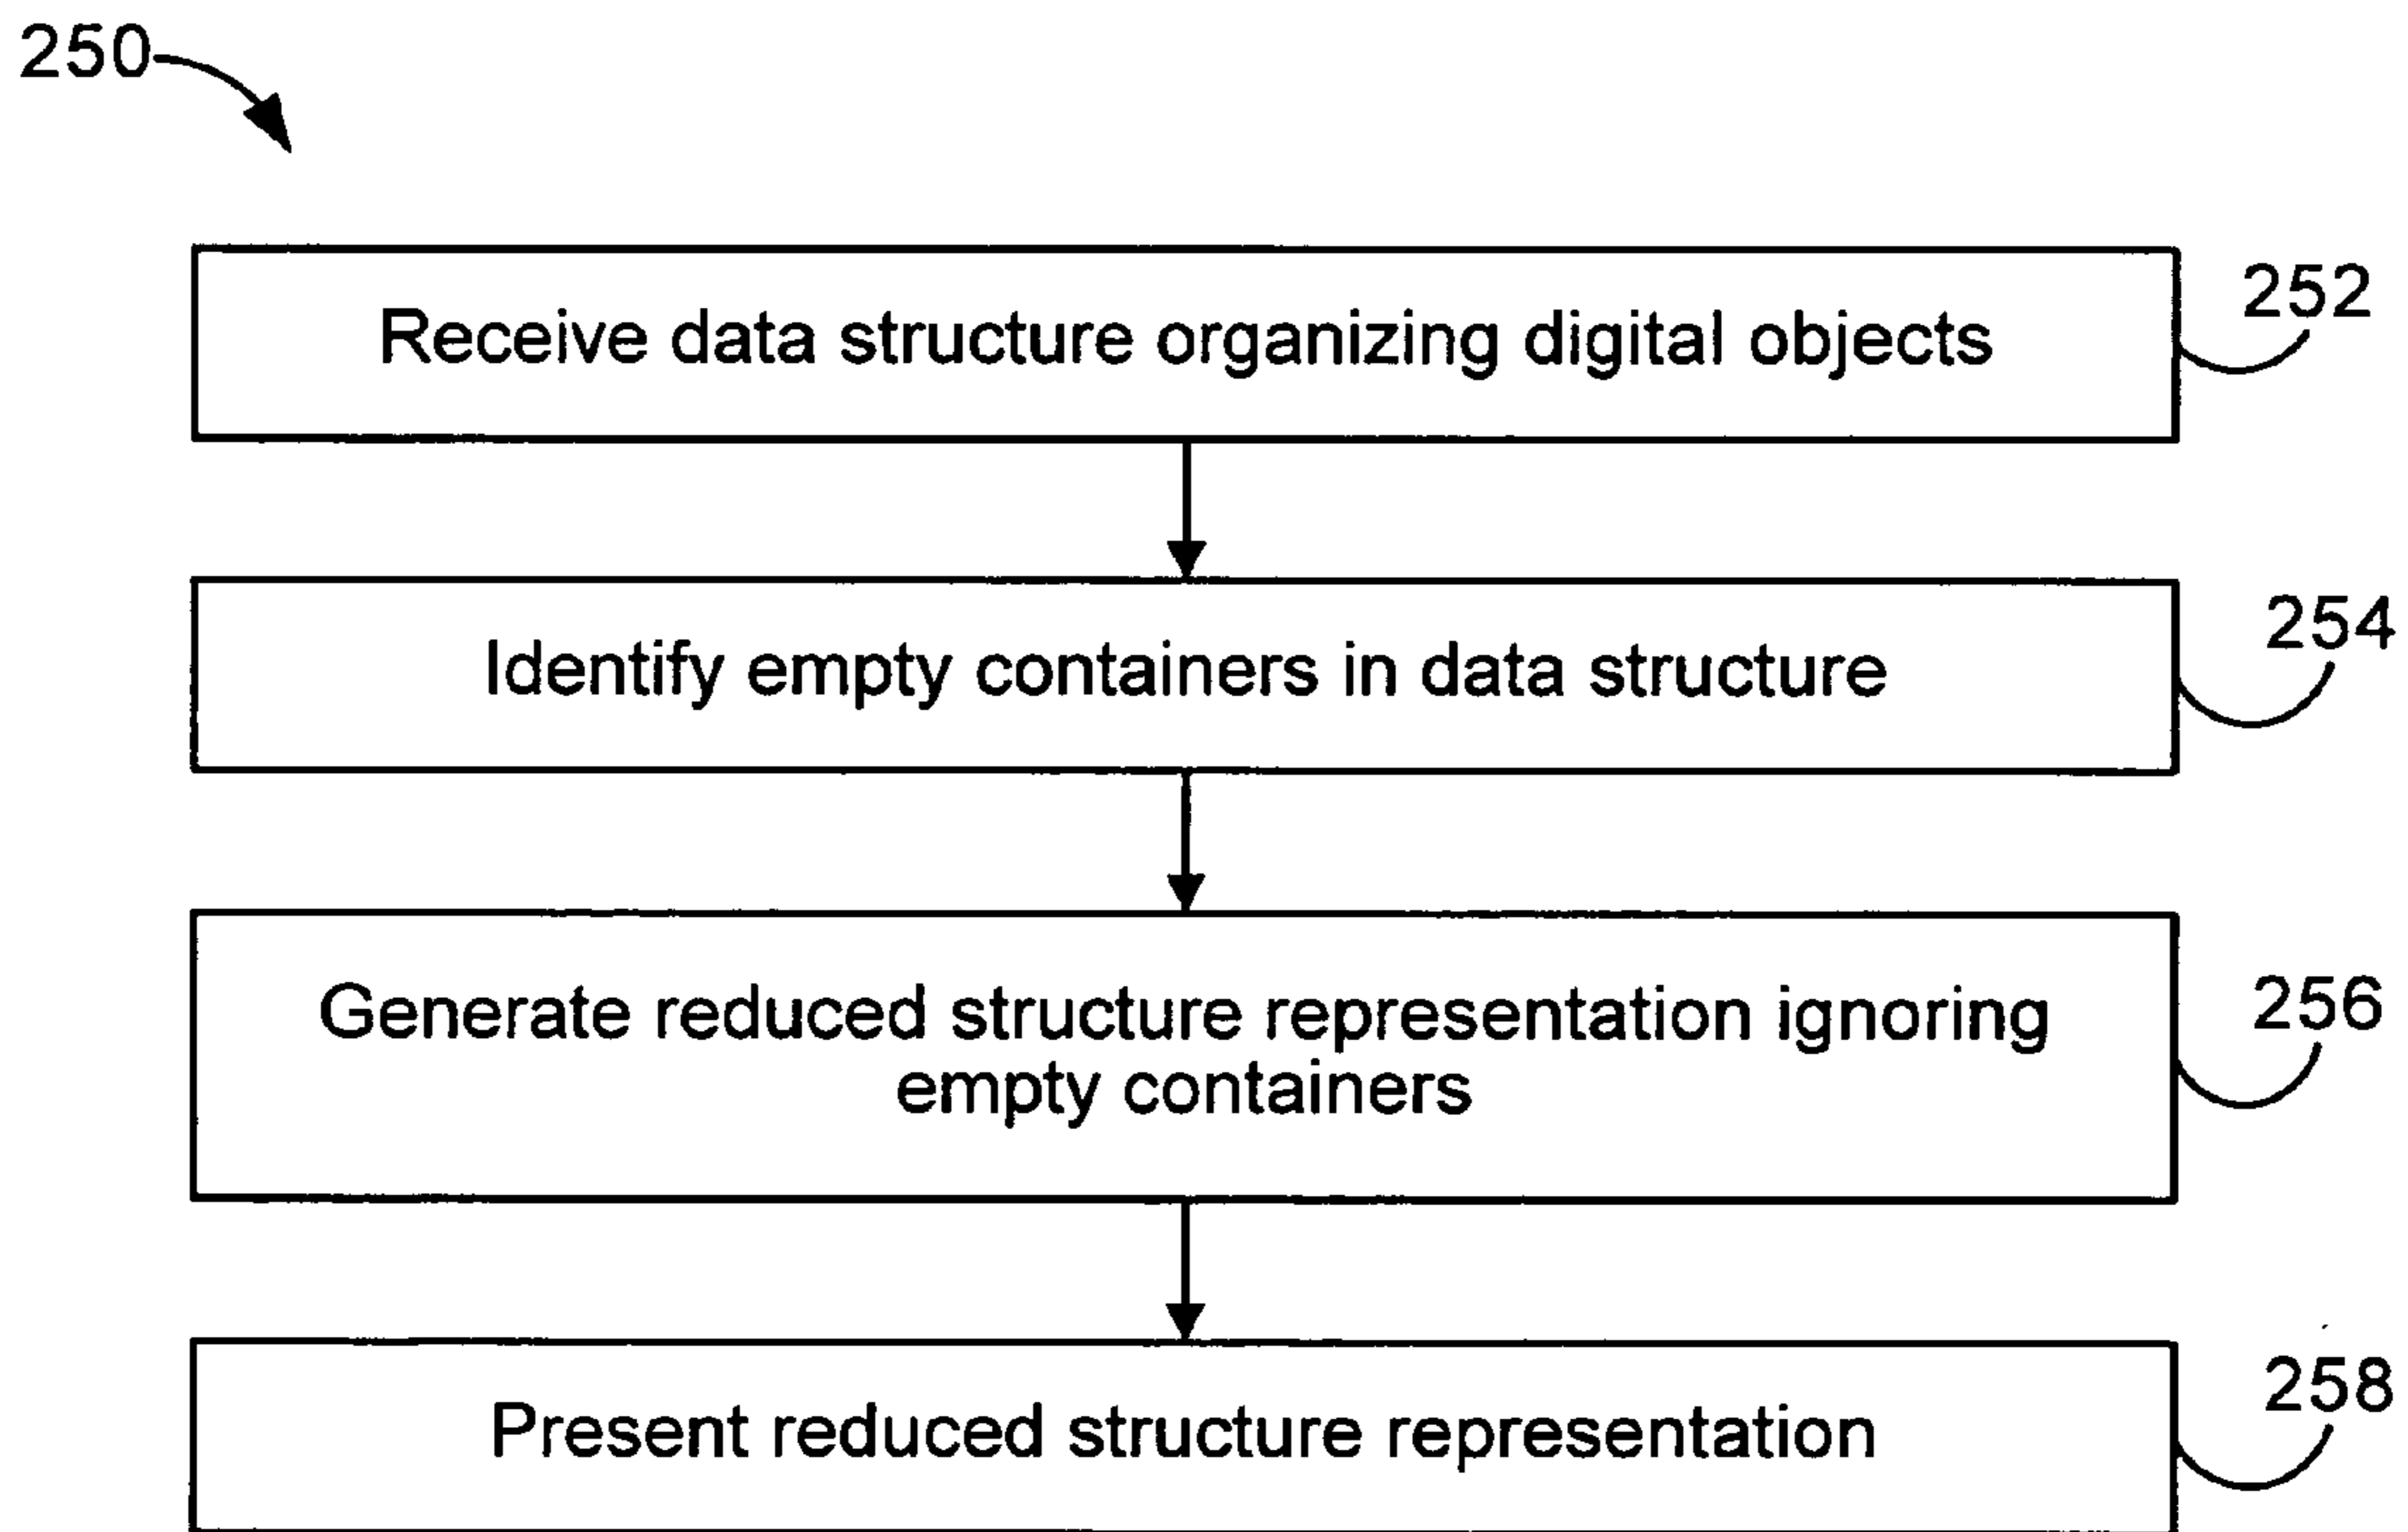 250
Receive data structure organizing digital objects
252
Identify empty containers in data structure
254
Generate reduced structure representation ignoring
empty containers
256
Present reduced structure representation
258